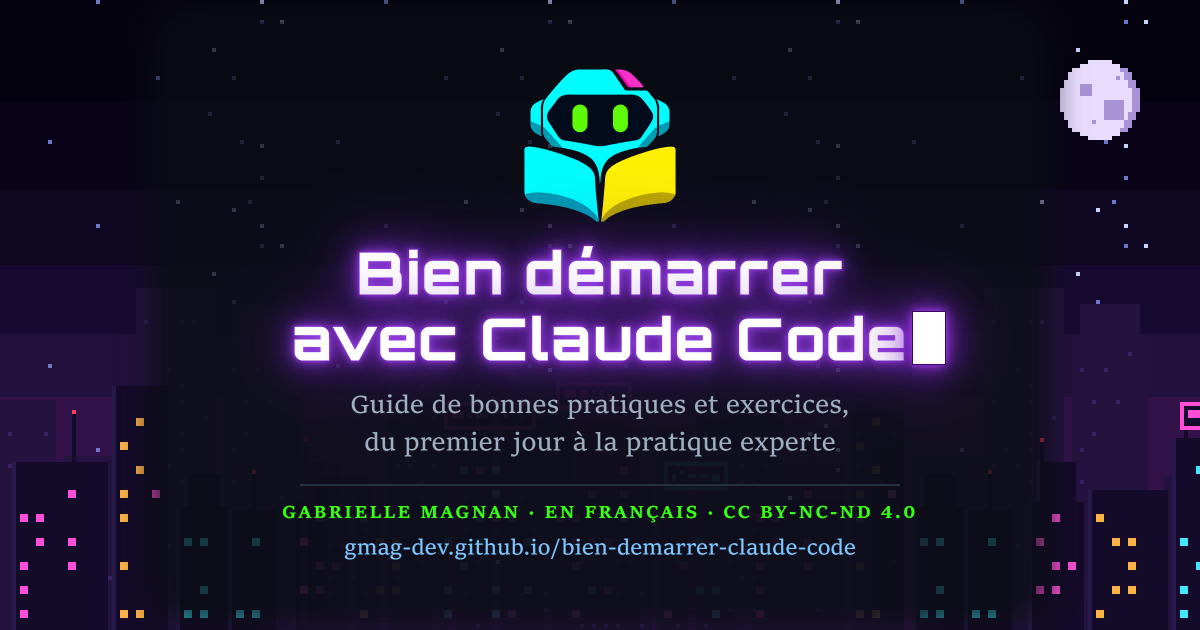 Bien démarrer
avec Claude Code
Guide de bonnes pratiques et exercices,
du premier jour à la pratique experte.
GABRIELLE MAGNAN · EN FRANÇAIS · CC BY-NC-ND 4.0
gmag-dev.github.io/bien-demarrer-claude-code